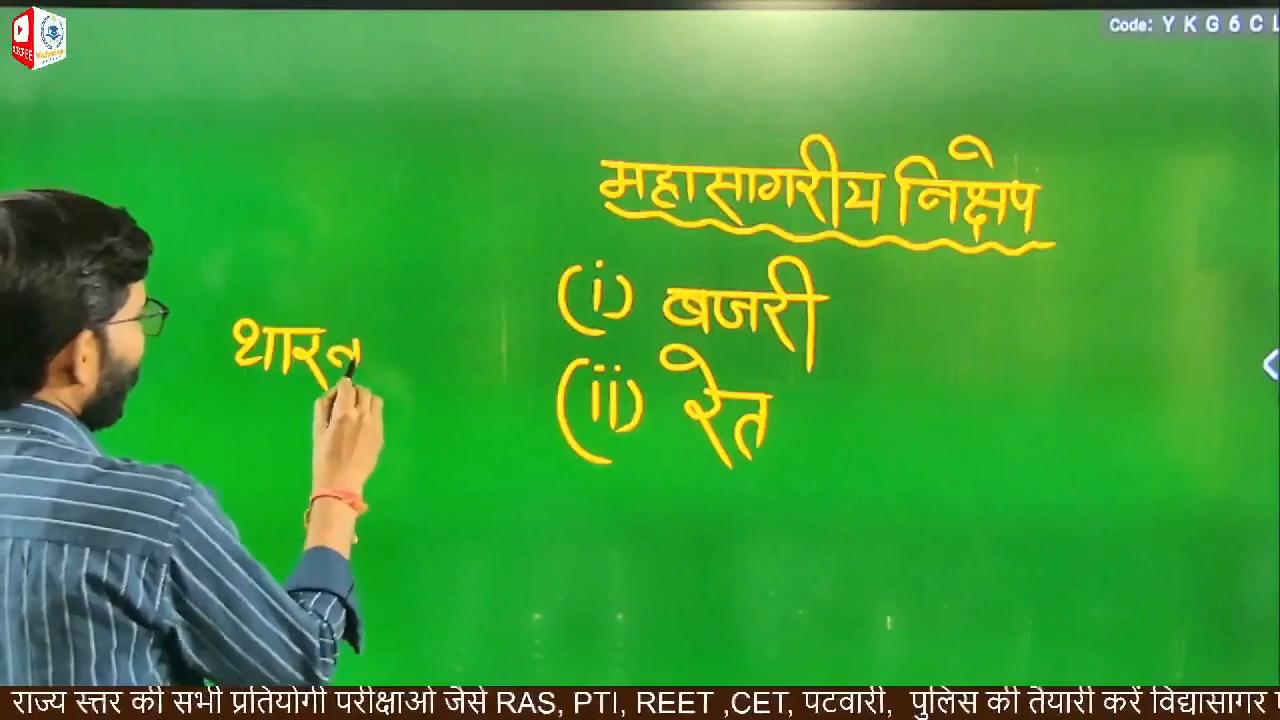 Code: Y K G 6 C L
महासागरीय निक्षेप
(i) बजरी
(ii) रेत
थार
राज्य स्तर की सभी प्रतियोगी परीक्षाओ जैसे RAS, PTI, REET ,CET, पटवारी, पुलिस की तैयारी करें विद्यासागर